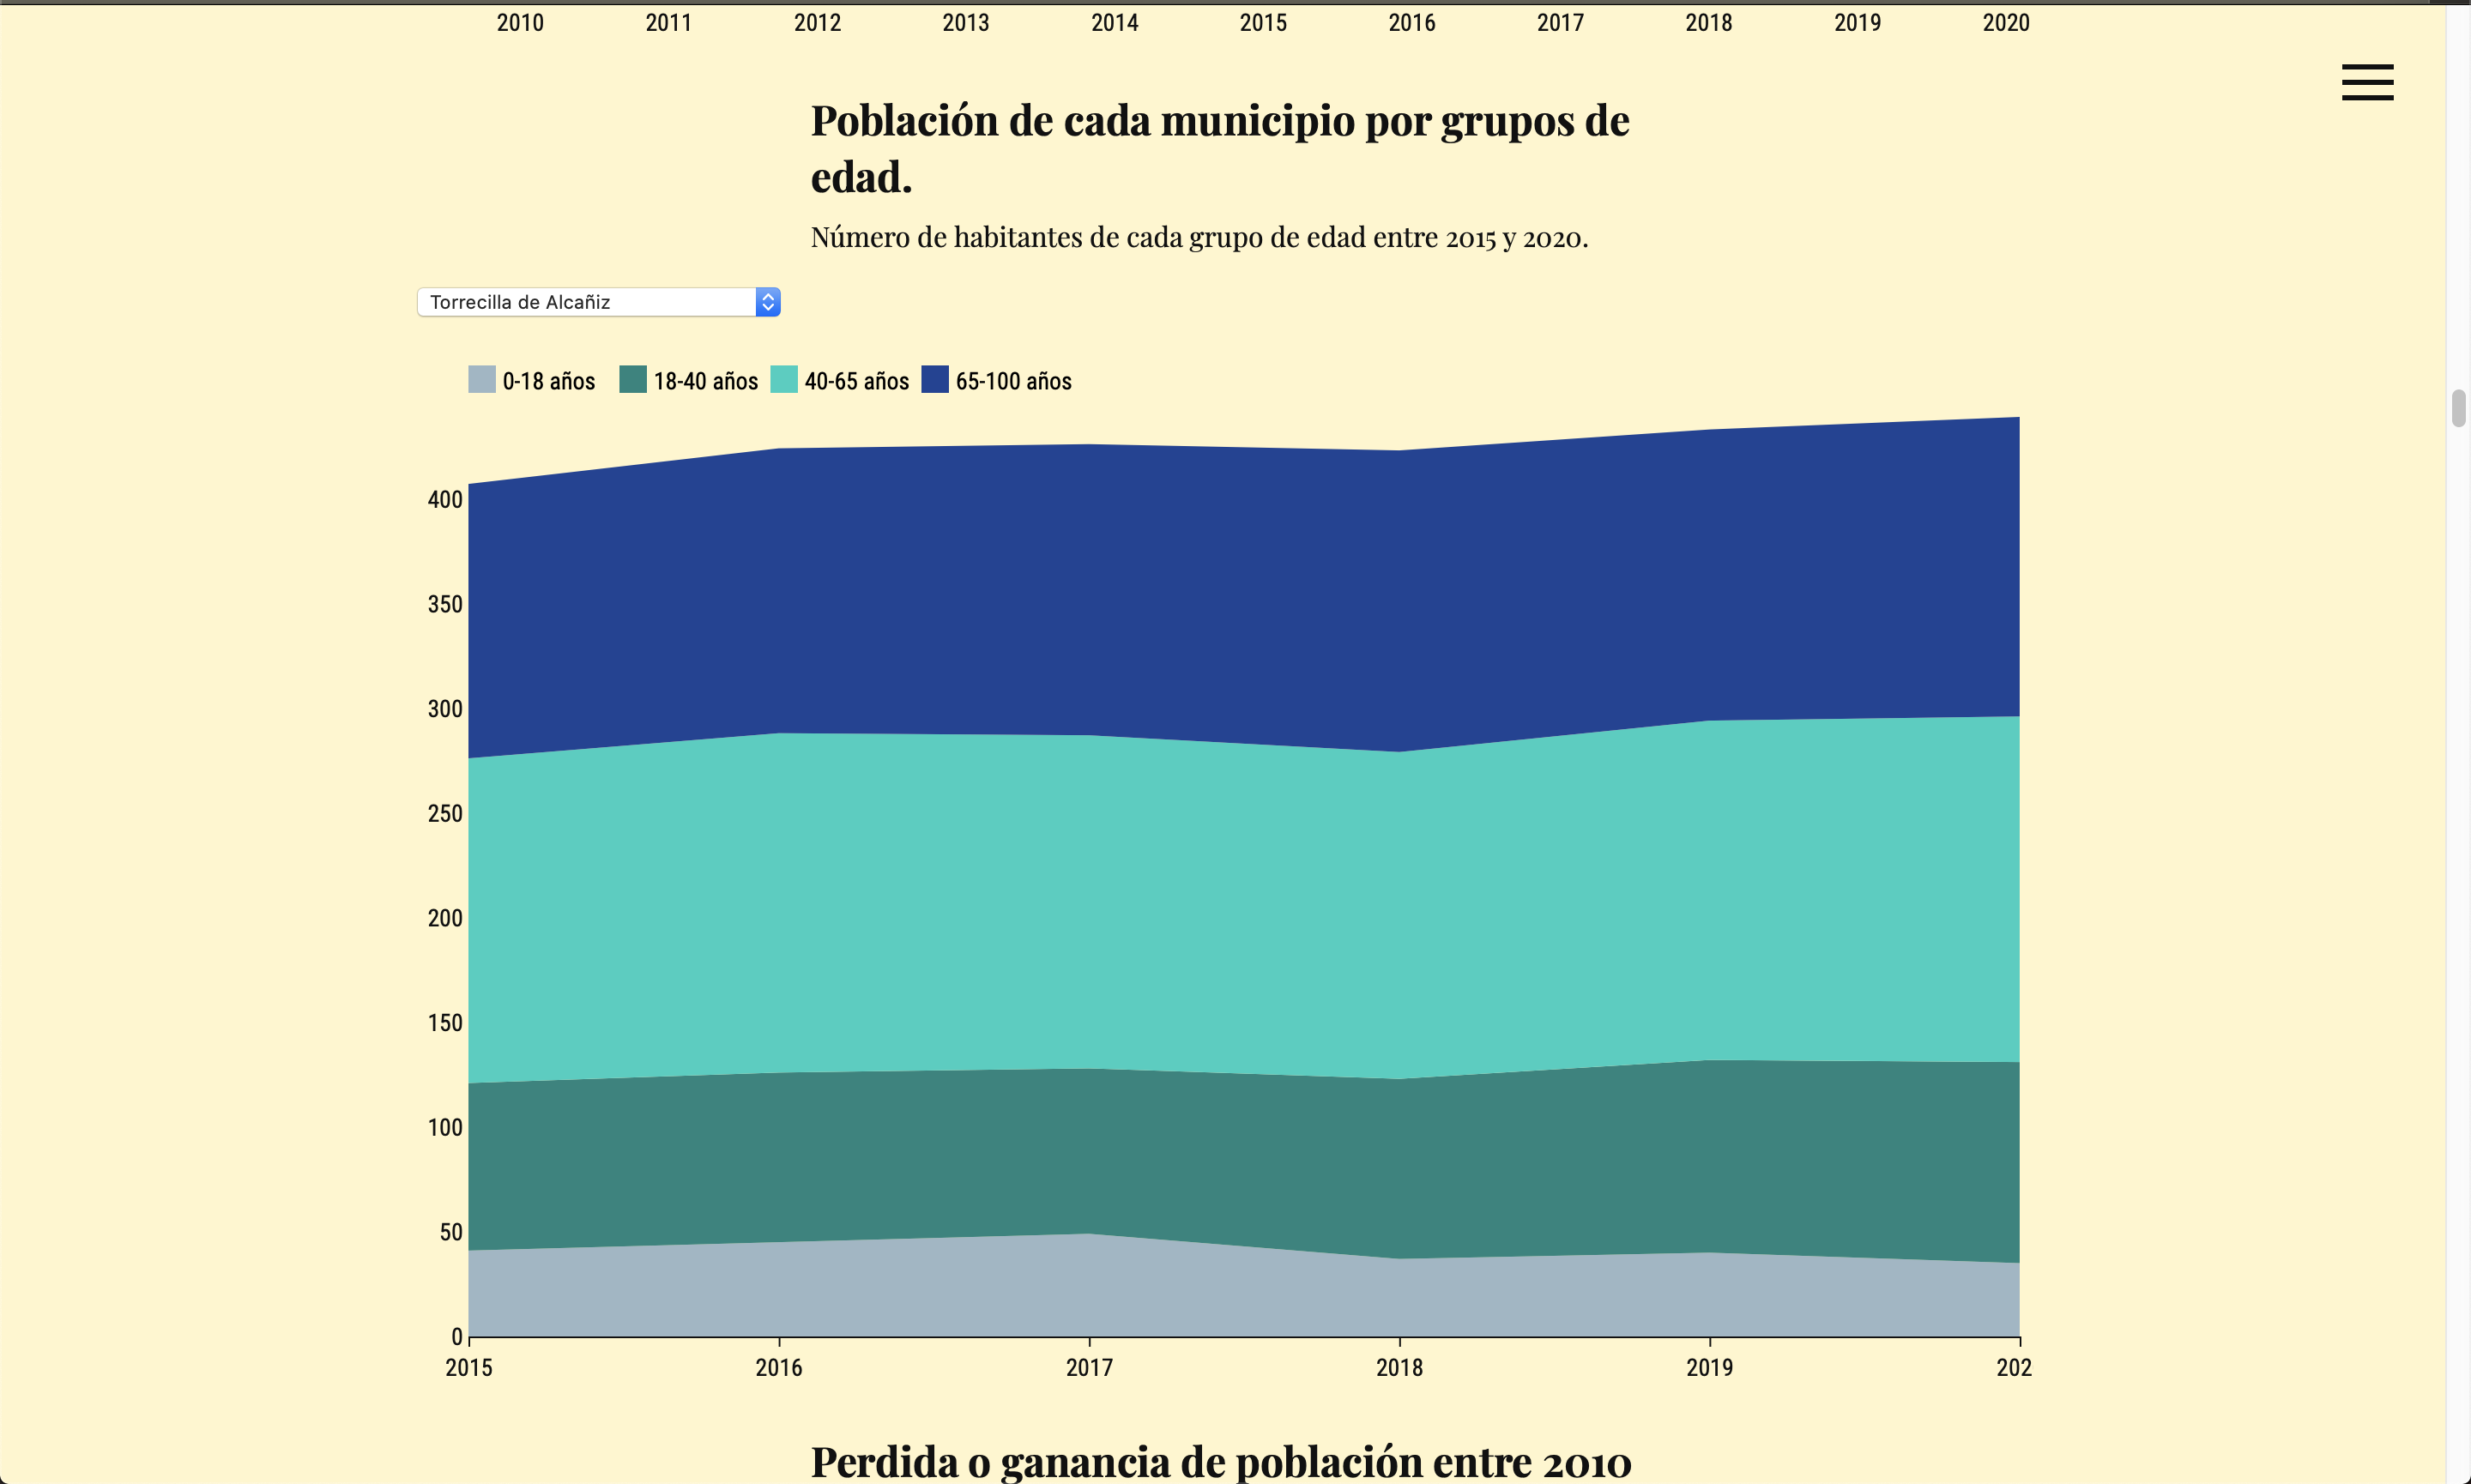 2010 2011 2012 2013 2014 2015 2016 2017 2018 2019 2020
Población de cada municipio por grupos de
edad.
Número de habitantes de cada grupo de edad entre 2015 y 2020.
Torrecilla de Alcañiz
0-18 años 18-40 años 40-65 años 65-100 años
400
350
300
250
200
150
100
50
0
2015 2016 2017 2018 2019 202
Perdida o ganancia de población entre 2010